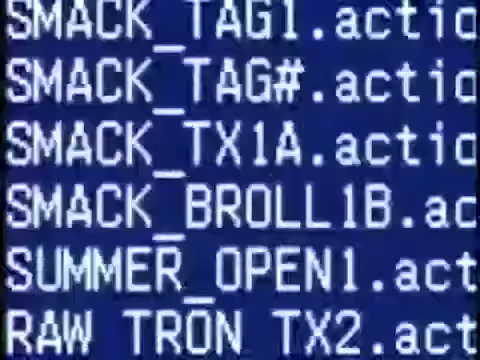 SMACK_TAG1.actio
SMACK_TAG#.actio
SMACK_TX1A.actio
SMACK_BROLL1B.ac
SUMMER_OPEN1.act
RAW TRON TX2.act